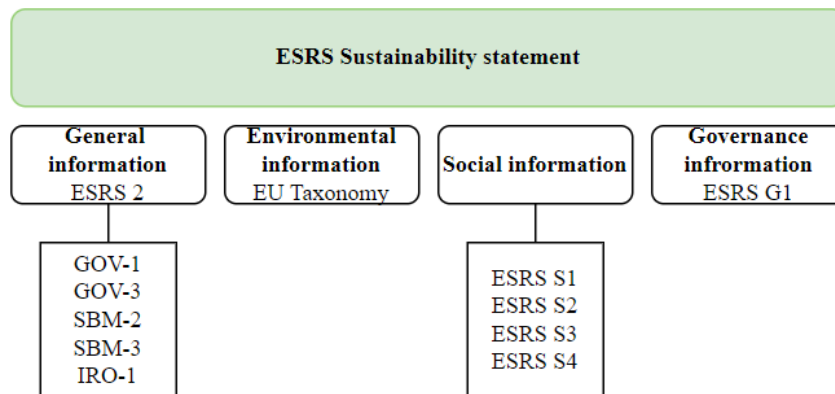 ESRS Sustainability statement
General
information
ESRS 2
Environmental
information
EU Taxonomy
Social information
Governance
infrormation
ESRS G1
GOV-1
GOV-3
SBM-2
SBM-3
IRO-1
ESRS S1
ESRS S2
ESRS S3
ESRS S4